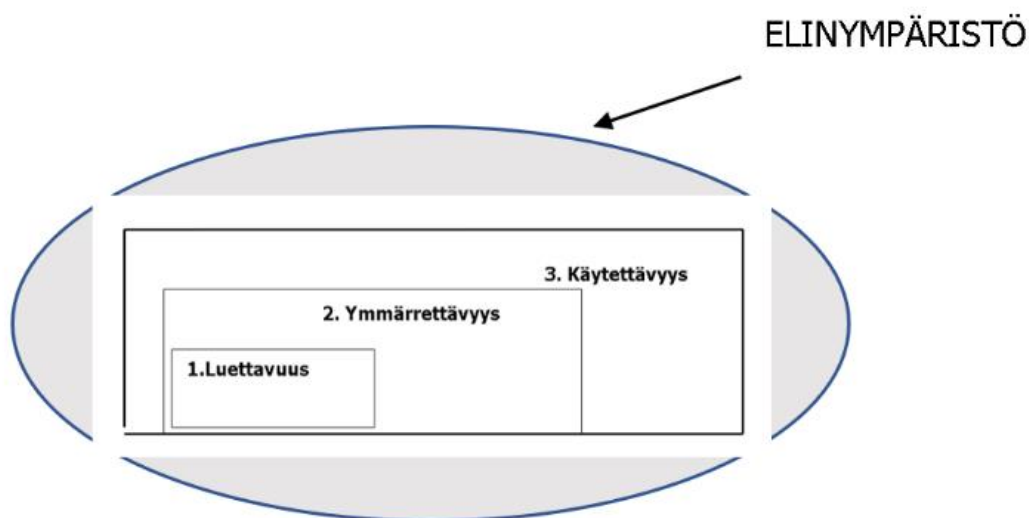 ELINYMPÄRISTÖ
3. Käytettävyys
2. Ymmärrettävyys
1.Luettavuus